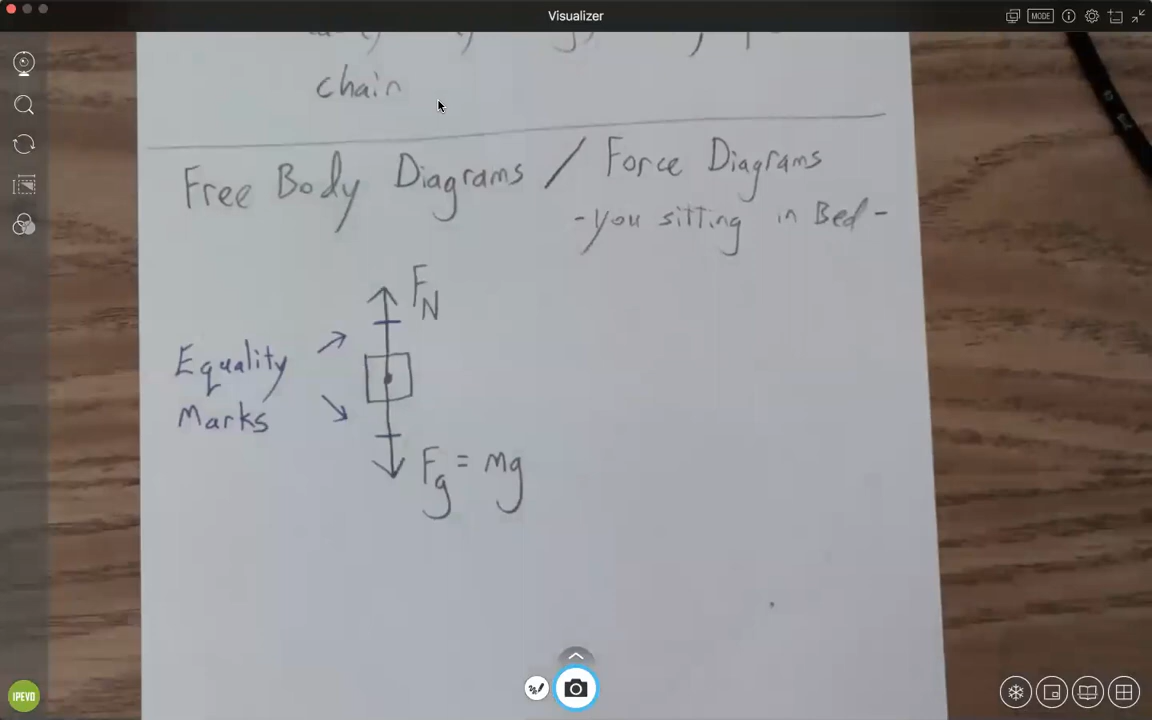 Visualizer
MODE
chain
Free Body Diagrams / Force Diagrams
- you sitting in Bed -
F_N
Equality
Marks
F_g = mg
IPEVO